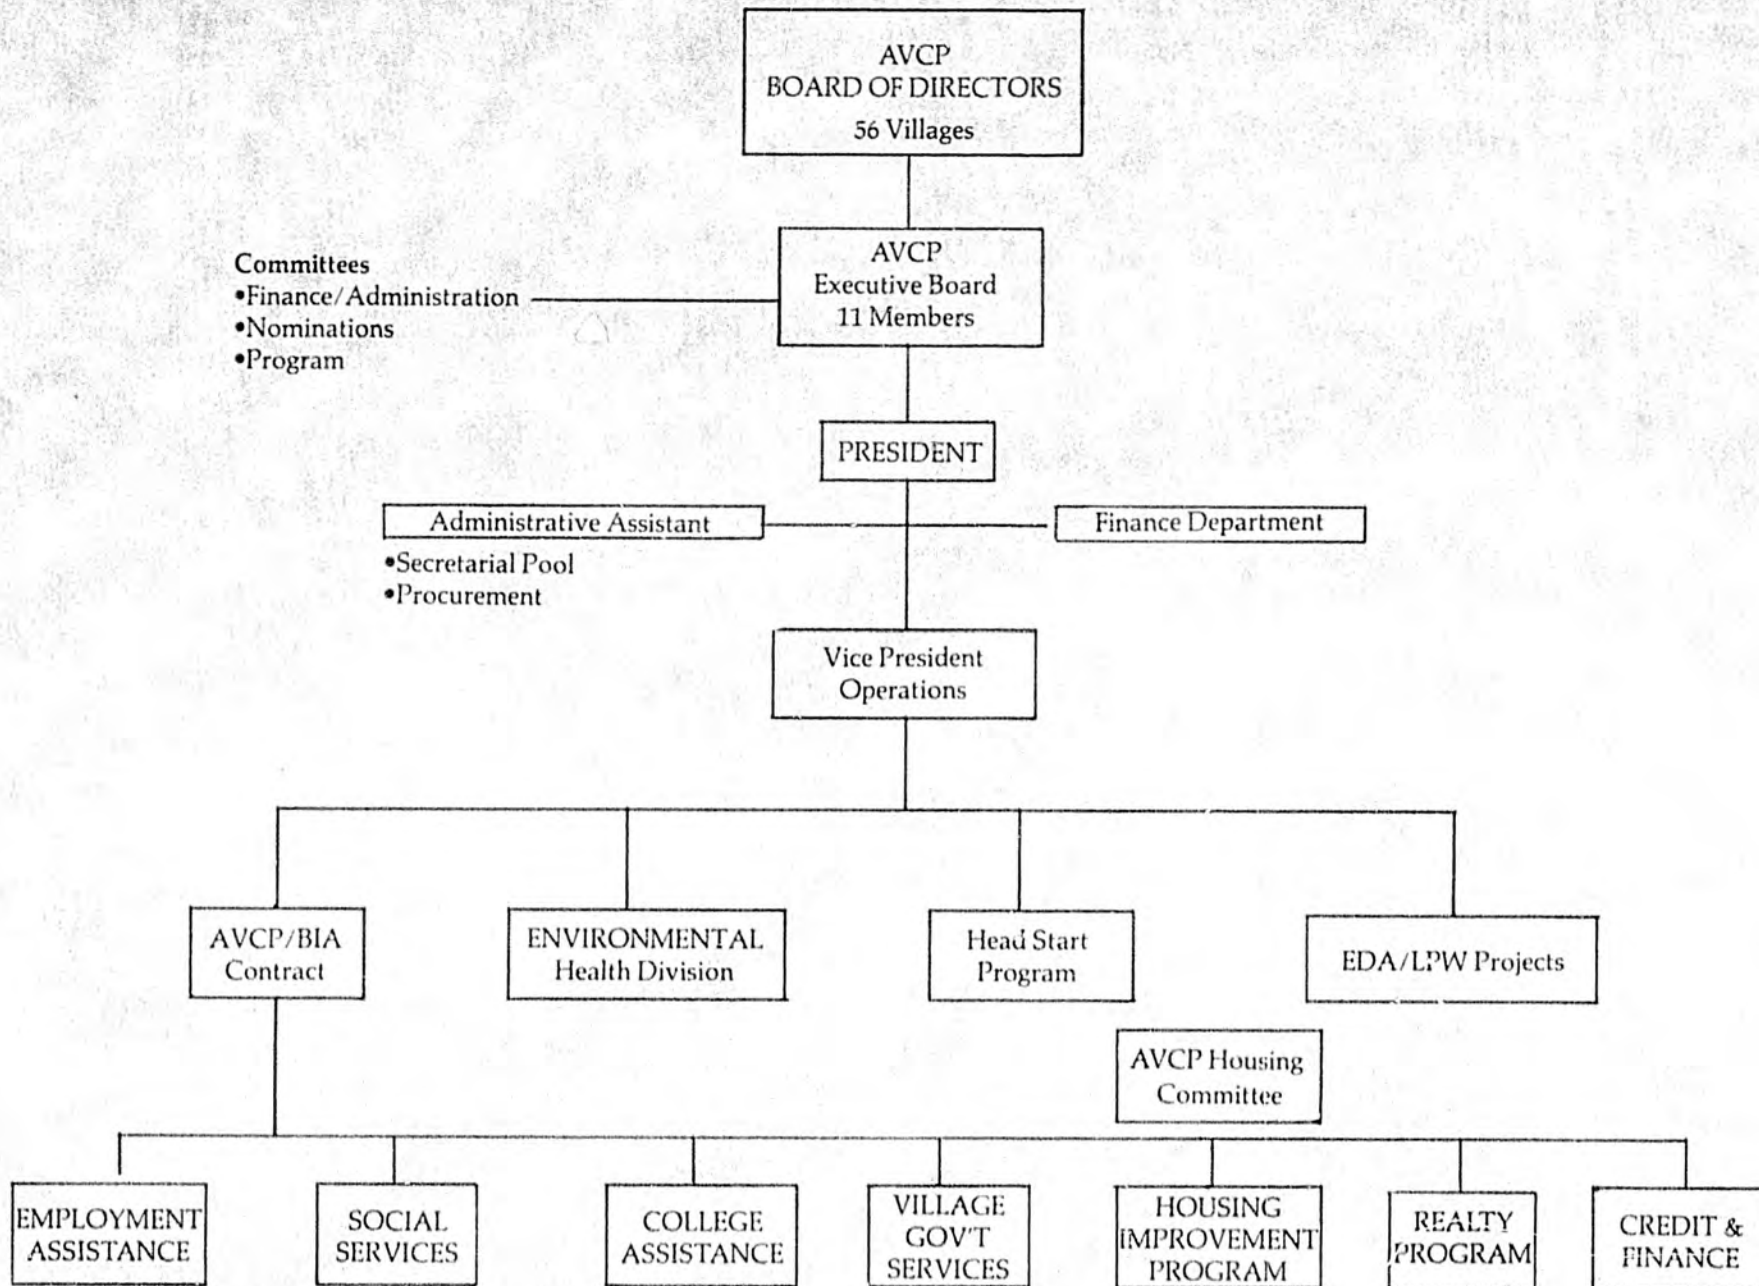 AVCP
BOARD OF DIRECTORS
56 Villages
AVCP
Executive Board
11 Members
Committees
•Finance/Administration
•Nominations
•Program
PRESIDENT
Administrative Assistant
•Secretarial Pool
•Procurement
Finance Department
Vice President
Operations
AVCP/BIA
Contract
ENVIRONMENTAL
Health Division
Head Start
Program
EDA/LPW Projects
AVCP Housing
Committee
EMPLOYMENT
ASSISTANCE
SOCIAL
SERVICES
COLLEGE
ASSISTANCE
VILLAGE
GOV'T
SERVICES
HOUSING
IMPROVEMENT
PROGRAM
REALTY
PROGRAM
CREDIT &
FINANCE